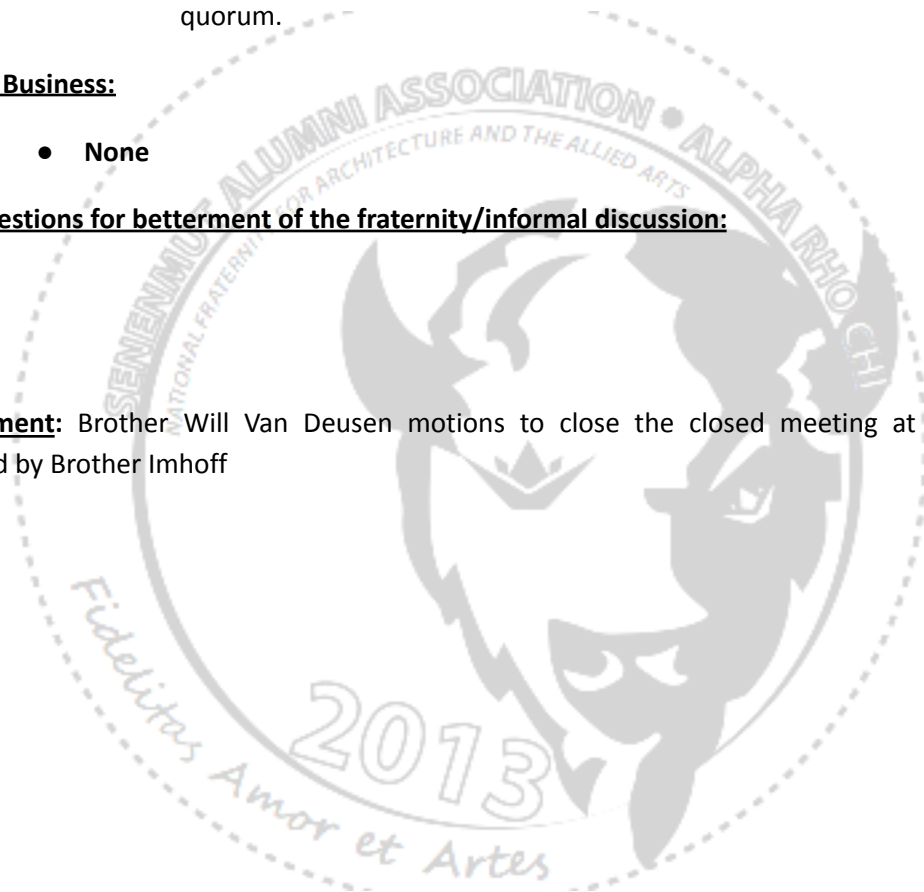 quorum.
Business:
● None
estions for betterment of the fraternity/informal discussion:
ment: Brother Will Van Deusen motions to close the closed meeting at
d by Brother Imhoff
SENENMUT ALUMNI ASSOCIATION • ALPHA RHO CHI
NATIONAL FRATERNITY FOR ARCHITECTURE AND THE ALLIED ARTS
2013
Fidelitas Amor et Artes